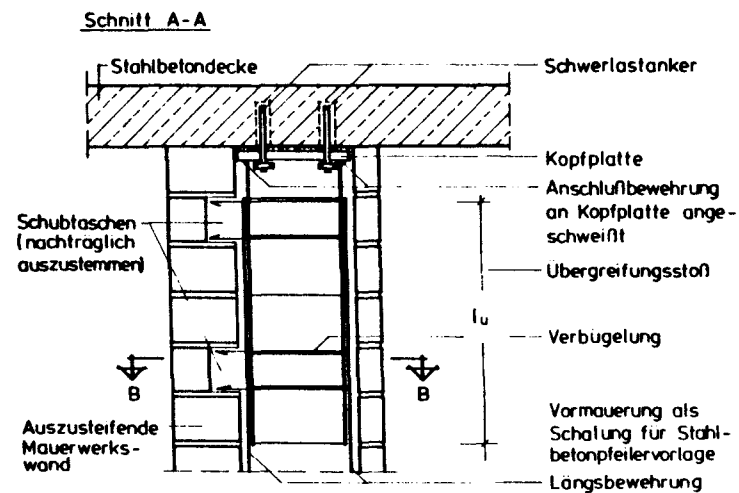 Schnitt A-A
Stahlbetondecke
Schwerlastanker
Kopfplatte
Anschlußbewehrung
an Kopfplatte ange-
schweißt
Schubtaschen
(nachträglich
auszustemmen)
Übergreifungsstoß
lu
Verbügelung
B
B
Auszusteifende
Mauerwerks-
wand
Vormauerung als
Schalung für Stahl-
betonpfeilervorlage
Längsbewehrung